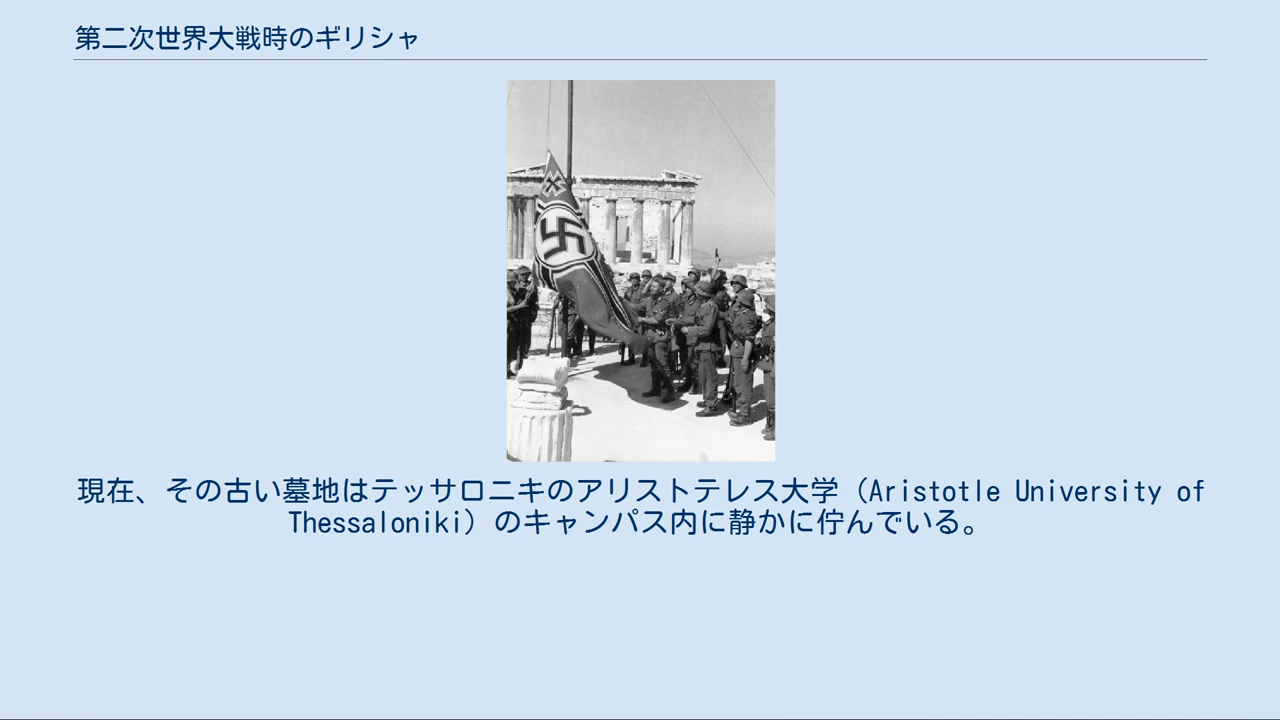 第二次世界大戦時のギリシャ
現在、その古い墓地はテッサロニキのアリストテレス大学（Aristotle University of
Thessaloniki）のキャンパス内に静かに佇んでいる。